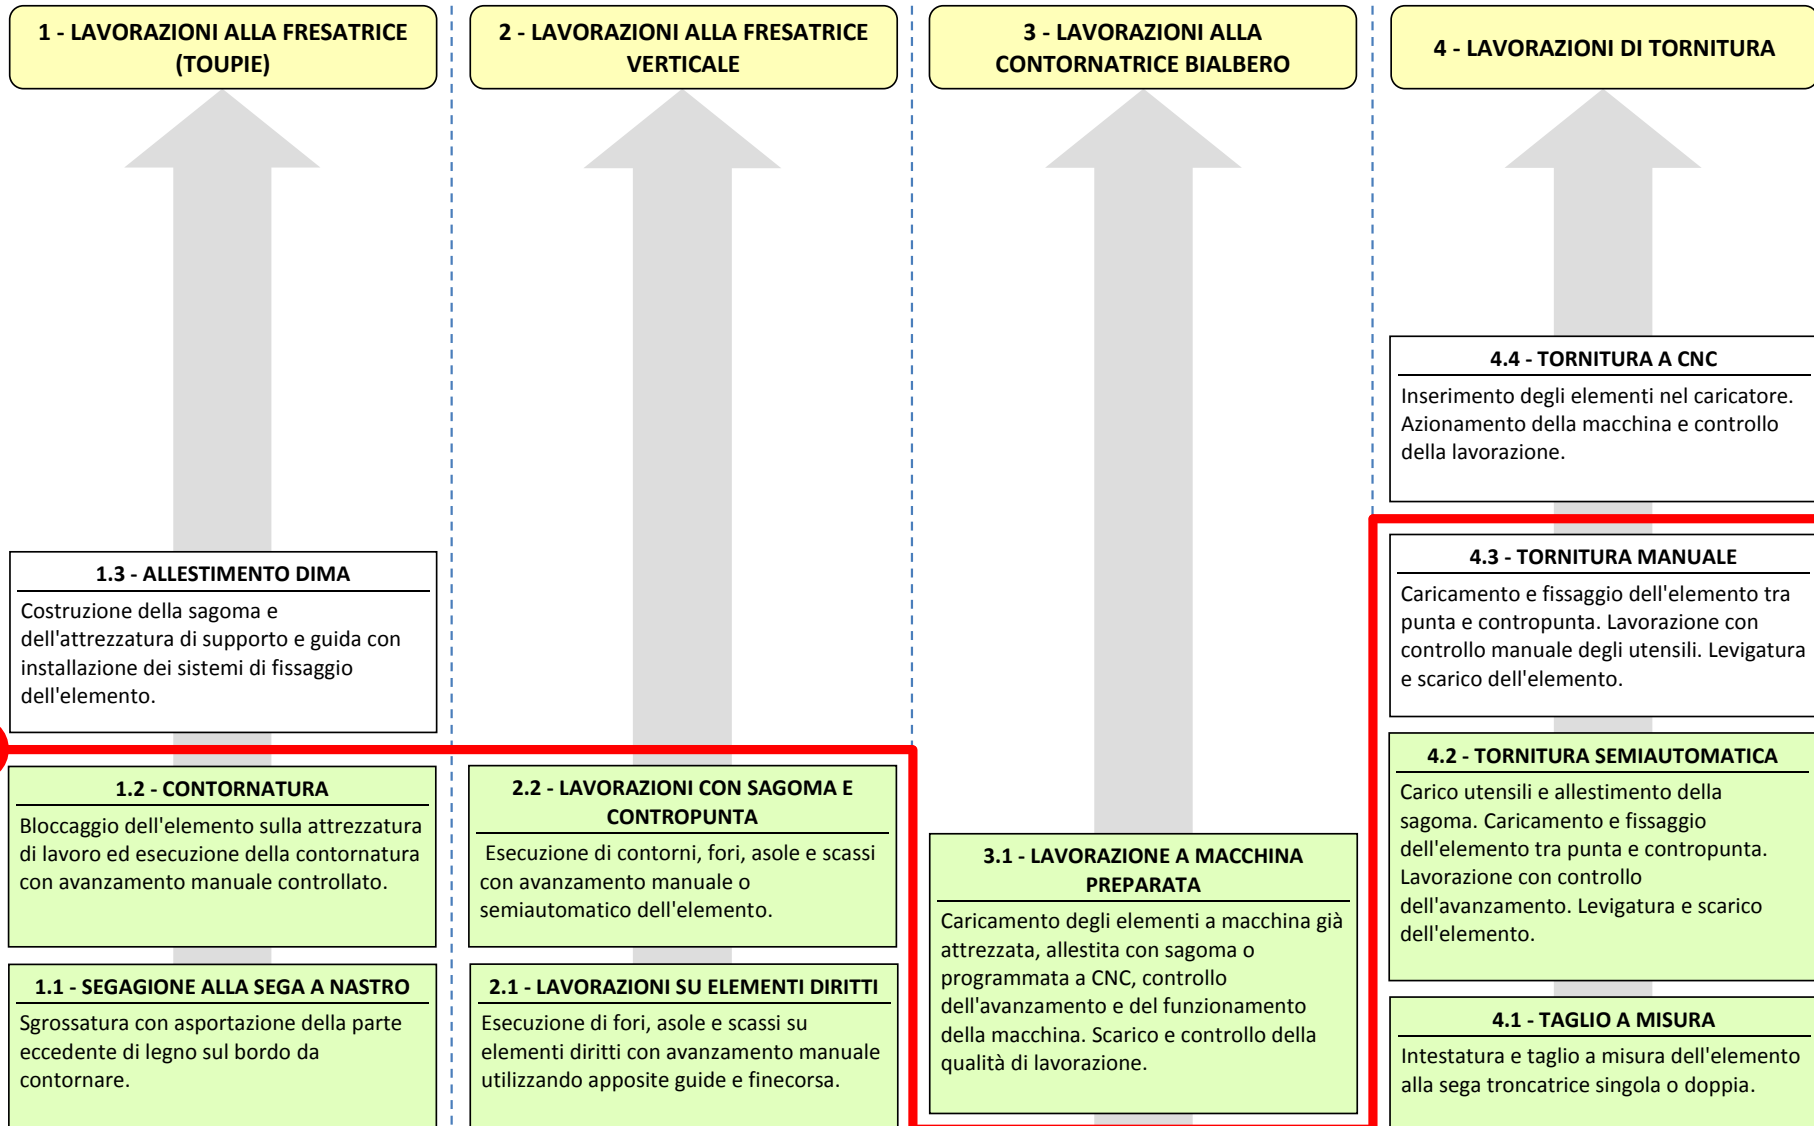 1 - LAVORAZIONI ALLA FRESATRICE
(TOUPIE)
2 - LAVORAZIONI ALLA FRESATRICE
VERTICALE
3 - LAVORAZIONI ALLA
CONTORNATRICE BIALBERO
4 - LAVORAZIONI DI TORNITURA
1.3 - ALLESTIMENTO DIMA
Costruzione della sagoma e
dell'attrezzatura di supporto e guida con
installazione dei sistemi di fissaggio
dell'elemento.
1.2 - CONTORNATURA
Bloccaggio dell'elemento sulla attrezzatura
di lavoro ed esecuzione della contornatura
con avanzamento manuale controllato.
1.1 - SEGAGIONE ALLA SEGA A NASTRO
Sgrossatura con asportazione della parte
eccedente di legno sul bordo da
contornare.
2.2 - LAVORAZIONI CON SAGOMA E
CONTROPUNTA
Esecuzione di contorni, fori, asole e scassi
con avanzamento manuale o
semiautomatico dell'elemento.
2.1 - LAVORAZIONI SU ELEMENTI DIRITTI
Esecuzione di fori, asole e scassi su
elementi diritti con avanzamento manuale
utilizzando apposite guide e finecorsa.
3.1 - LAVORAZIONE A MACCHINA
PREPARATA
Caricamento degli elementi a macchina già
attrezzata, allestita con sagoma o
programmata a CNC, controllo
dell'avanzamento e del funzionamento
della macchina. Scarico e controllo della
qualità di lavorazione.
4.4 - TORNITURA A CNC
Inserimento degli elementi nel caricatore.
Azionamento della macchina e controllo
della lavorazione.
4.3 - TORNITURA MANUALE
Caricamento e fissaggio dell'elemento tra
punta e contropunta. Lavorazione con
controllo manuale degli utensili. Levigatura
e scarico dell'elemento.
4.2 - TORNITURA SEMIAUTOMATICA
Carico utensili e allestimento della
sagoma. Caricamento e fissaggio
dell'elemento tra punta e contropunta.
Lavorazione con controllo
dell'avanzamento. Levigatura e scarico
dell'elemento.
4.1 - TAGLIO A MISURA
Intestatura e taglio a misura dell'elemento
alla sega troncatrice singola o doppia.